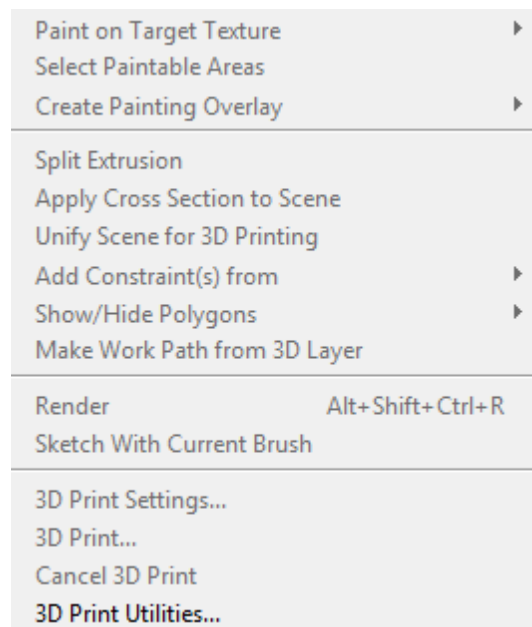 Paint on Target Texture
Select Paintable Areas
Create Painting Overlay
Split Extrusion
Apply Cross Section to Scene
Unify Scene for 3D Printing
Add Constraint(s) from
Show/Hide Polygons
Make Work Path from 3D Layer
Render Alt+Shift+Ctrl+R
Sketch With Current Brush
3D Print Settings...
3D Print...
Cancel 3D Print
3D Print Utilities...